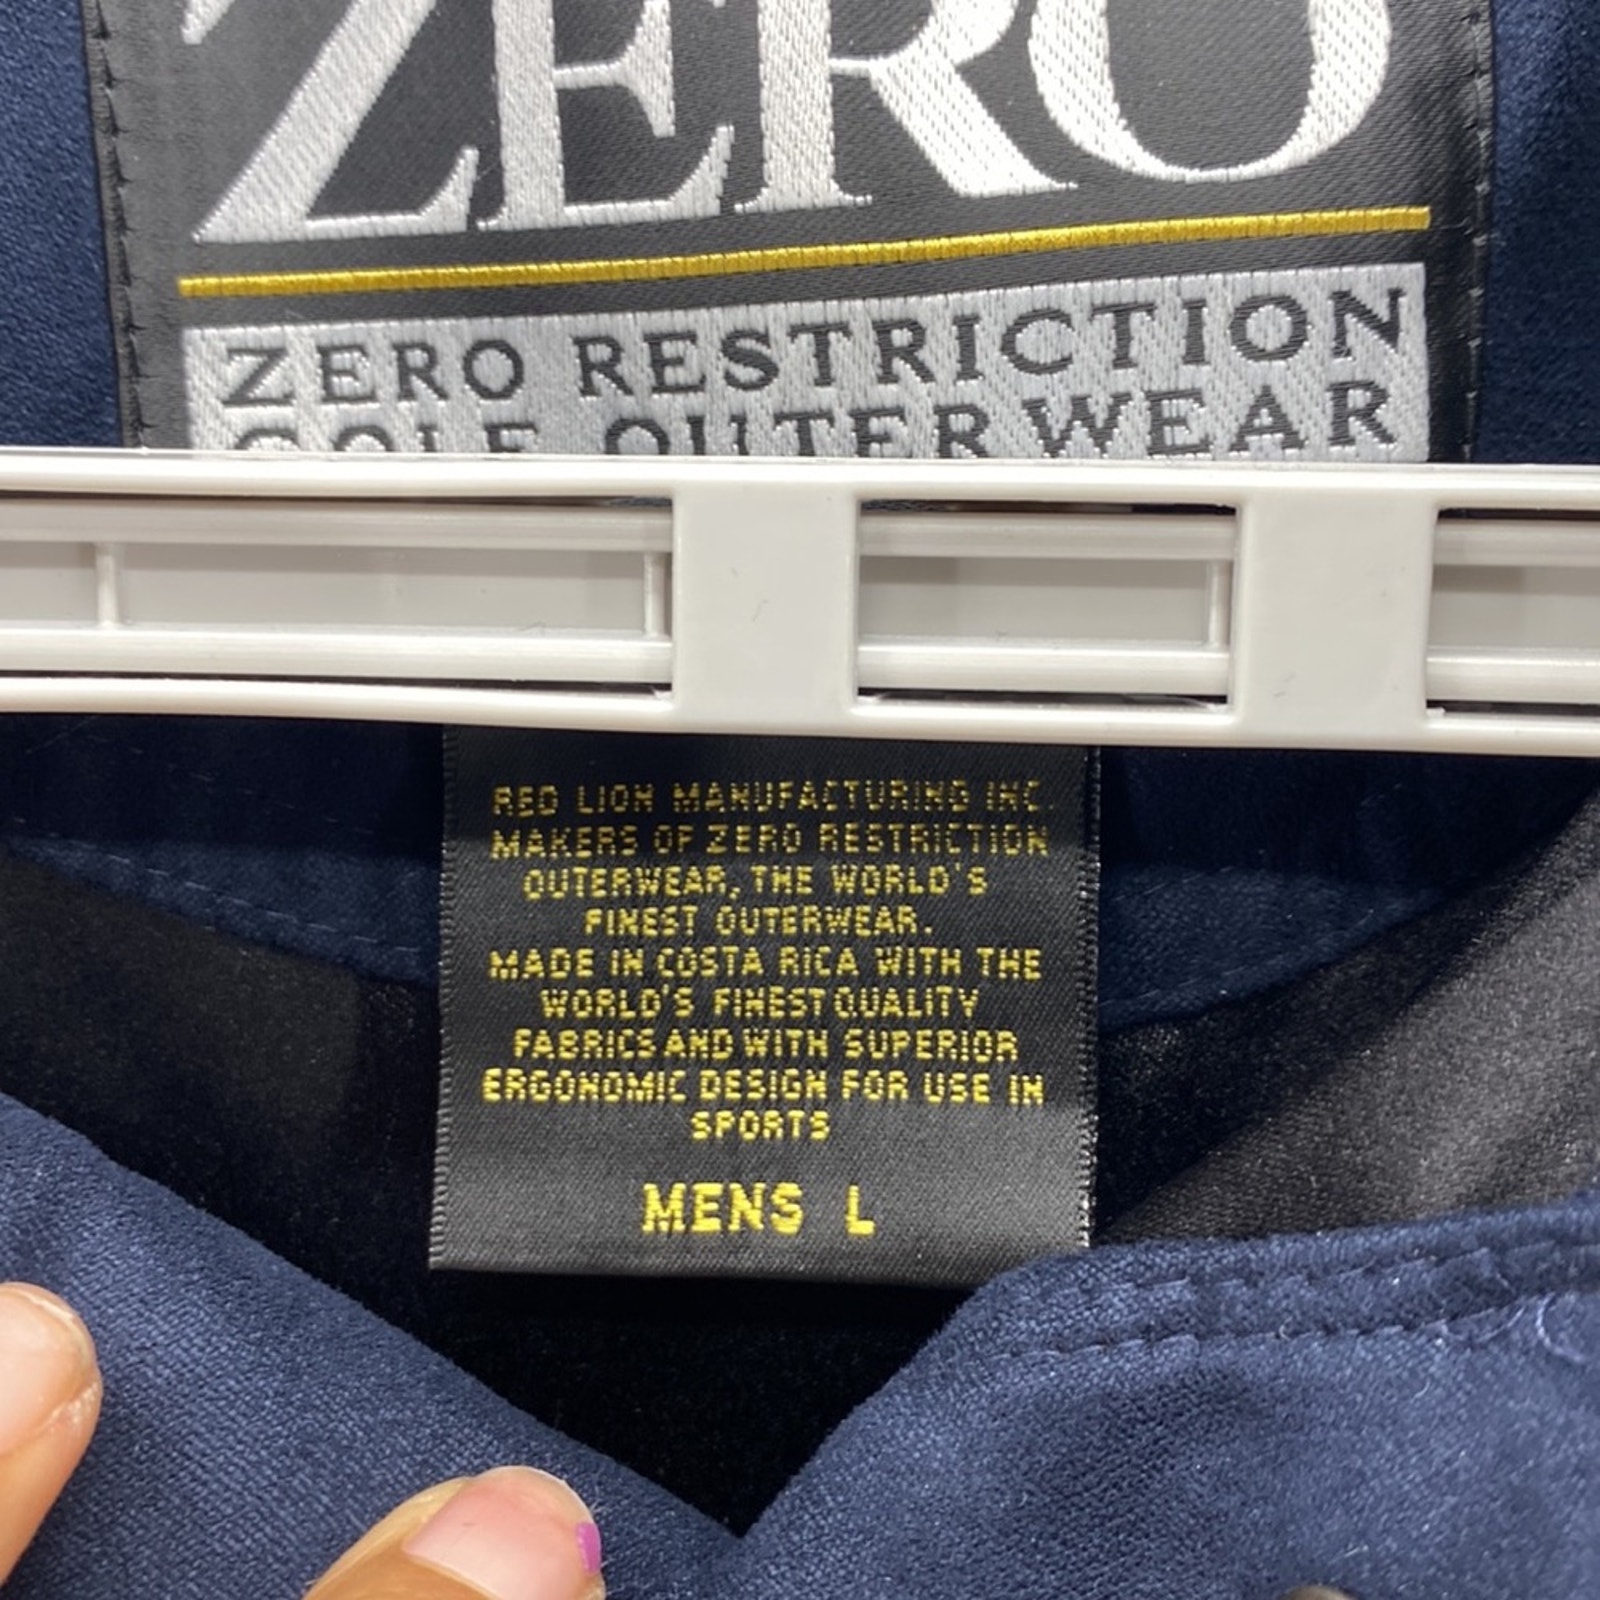 ZERO
ZERO RESTRICTION
GOLF OUTERWEAR
RED LION MANUFACTURING INC.
MAKERS OF ZERO RESTRICTION
OUTERWEAR, THE WORLD'S
FINEST OUTERWEAR.
MADE IN COSTA RICA WITH THE
WORLD'S FINEST QUALITY
FABRICS AND WITH SUPERIOR
ERGONOMIC DESIGN FOR USE IN
SPORTS
MENS L